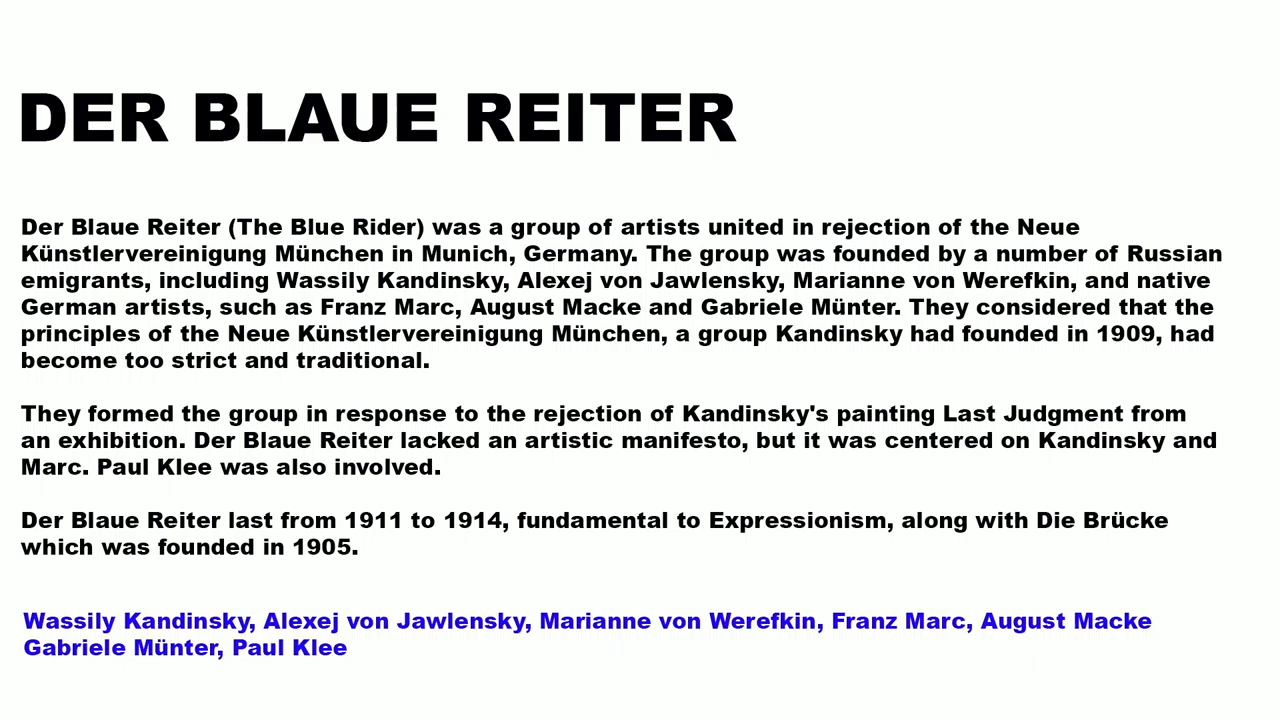 DER BLAUE REITER
Der Blaue Reiter (The Blue Rider) was a group of artists united in rejection of the Neue
Künstlervereinigung München in Munich, Germany. The group was founded by a number of Russian
emigrants, including Wassily Kandinsky, Alexej von Jawlensky, Marianne von Werefkin, and native
German artists, such as Franz Marc, August Macke and Gabriele Münter. They considered that the
principles of the Neue Künstlervereinigung München, a group Kandinsky had founded in 1909, had
become too strict and traditional.
They formed the group in response to the rejection of Kandinsky's painting Last Judgment from
an exhibition. Der Blaue Reiter lacked an artistic manifesto, but it was centered on Kandinsky and
Marc. Paul Klee was also involved.
Der Blaue Reiter last from 1911 to 1914, fundamental to Expressionism, along with Die Brücke
which was founded in 1905.
Wassily Kandinsky, Alexej von Jawlensky, Marianne von Werefkin, Franz Marc, August Macke
Gabriele Münter, Paul Klee